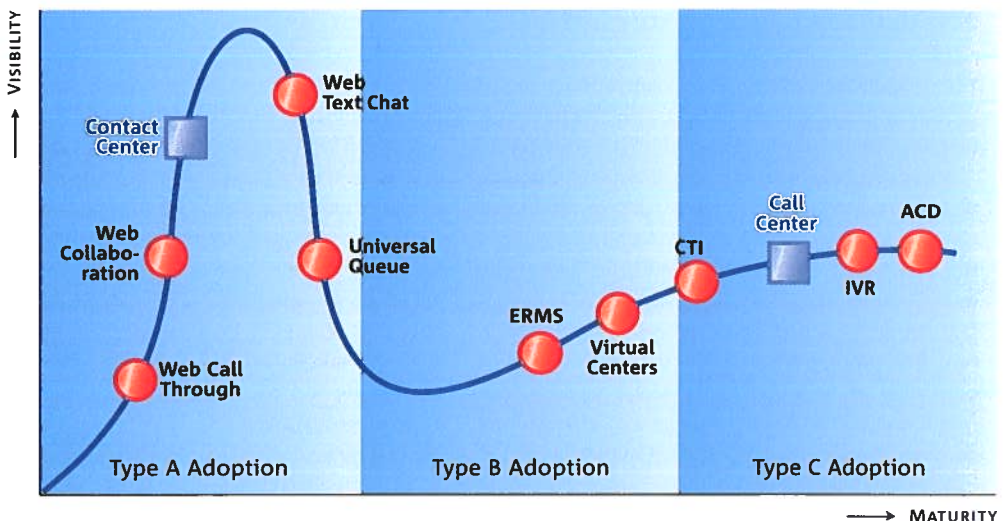 VISIBILITY
Web
Text Chat
Contact
Center
Web
Collabo-
ration
Universal
Queue
Web Call
Through
ERMS
Virtual
Centers
CTI
Call
Center
IVR
ACD
Type A Adoption
Type B Adoption
Type C Adoption
MATURITY